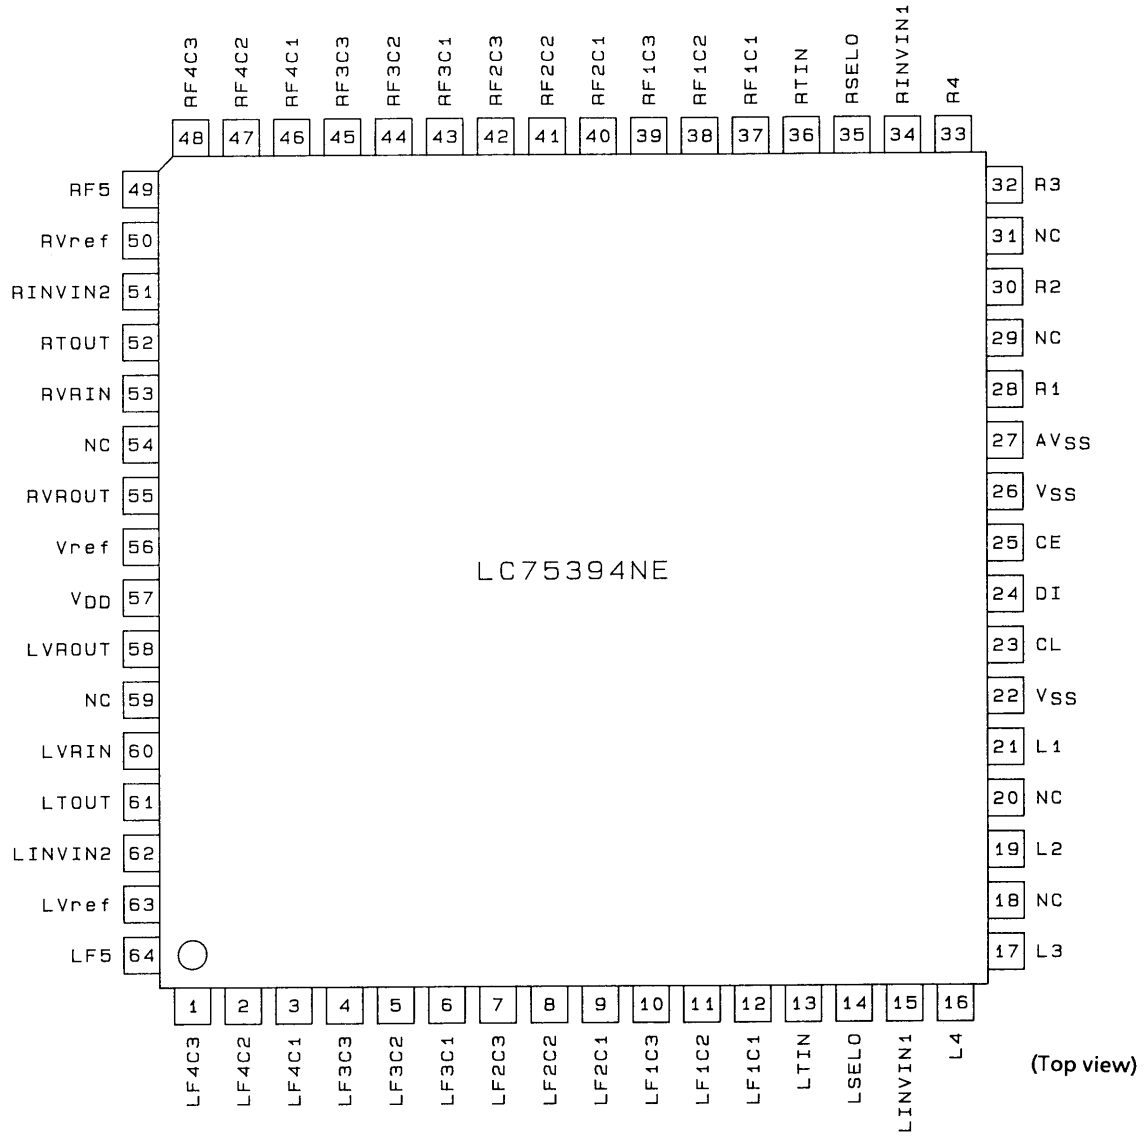 RF4C3 RF4C2 RF4C1 RF3C3 RF3C2 RF3C1 RF2C3 RF2C2 RF2C1 RF1C3 RF1C2 RF1C1 RTIN RSELO RINVIN1 R4
48 47 46 45 44 43 42 41 40 39 38 37 36 35 34 33
RF5 49 32 R3
RVref 50 31 NC
RINVIN2 51 30 R2
RTOUT 52 29 NC
RVRIN 53 28 R1
NC 54 27 AVSS
RVROUT 55 26 VSS
Vref 56 25 CE
LC75394NE
VDD 57 24 DI
LVROUT 58 23 CL
NC 59 22 VSS
LVRIN 60 21 L1
LTOUT 61 20 NC
LINVIN2 62 19 L2
LVref 63 18 NC
LF5 64 17 L3
1 2 3 4 5 6 7 8 9 10 11 12 13 14 15 16
LF4C3 LF4C2 LF4C1 LF3C3 LF3C2 LF3C1 LF2C3 LF2C2 LF2C1 LF1C3 LF1C2 LF1C1 LTIN LSELO LINVIN1 L4
(Top view)